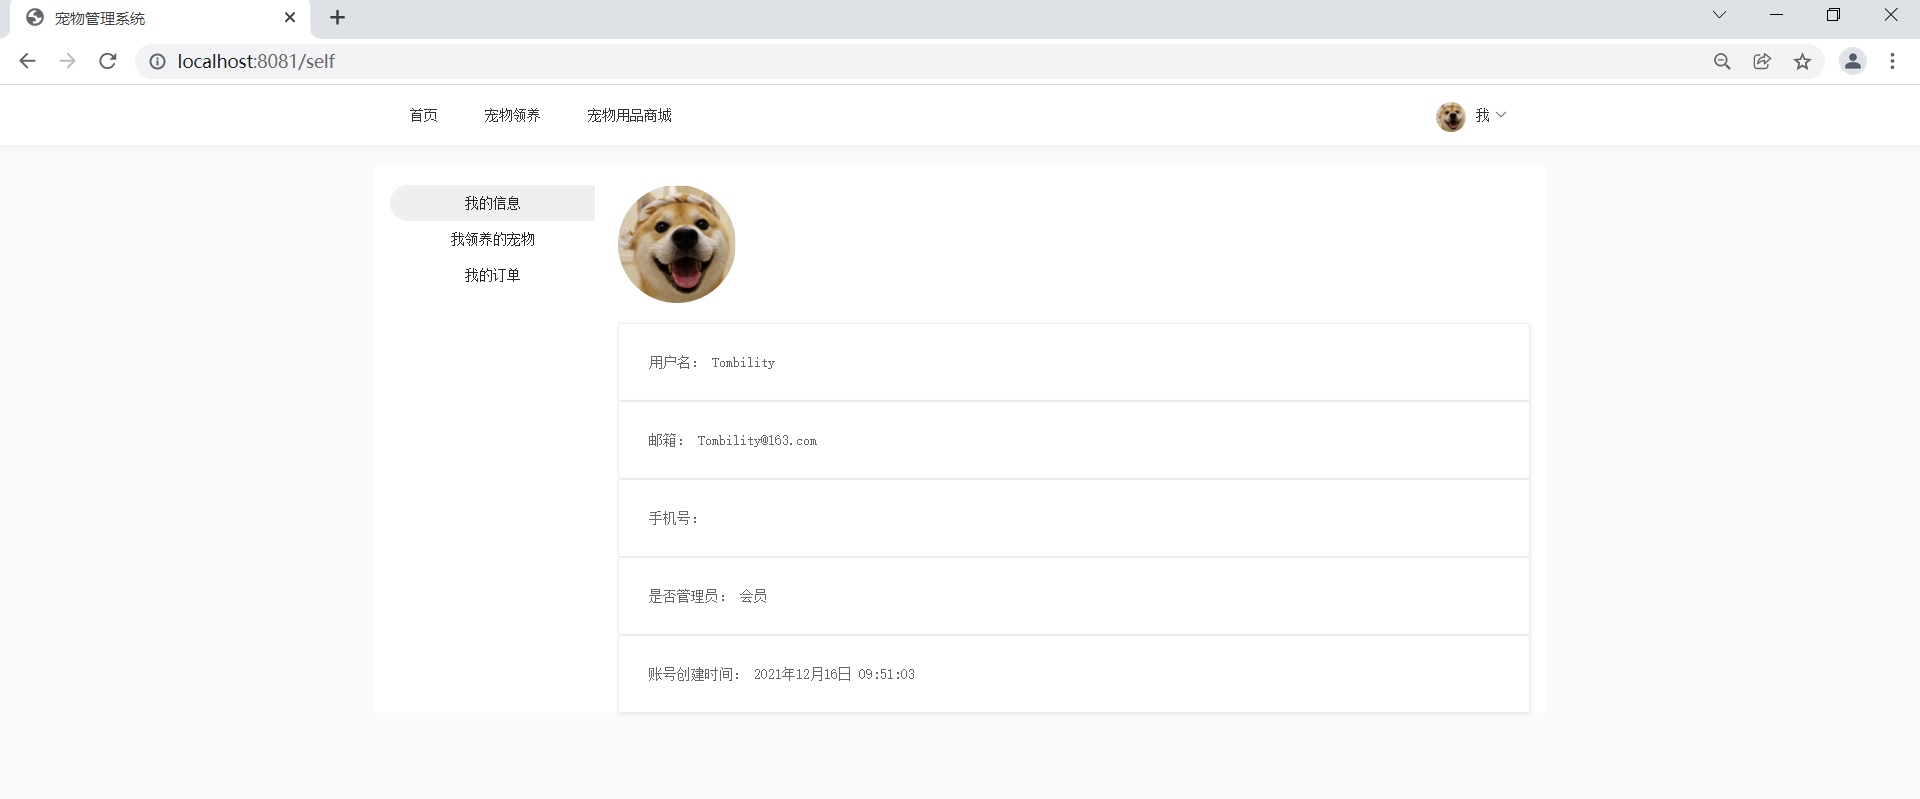 宠物管理系统
localhost:8081/self
首页 宠物领养 宠物用品商城 我
我的信息
我领养的宠物
我的订单
用户名： Tombility
邮箱： Tombility@163.com
手机号：
是否管理员： 会员
账号创建时间： 2021年12月16日 09:51:03